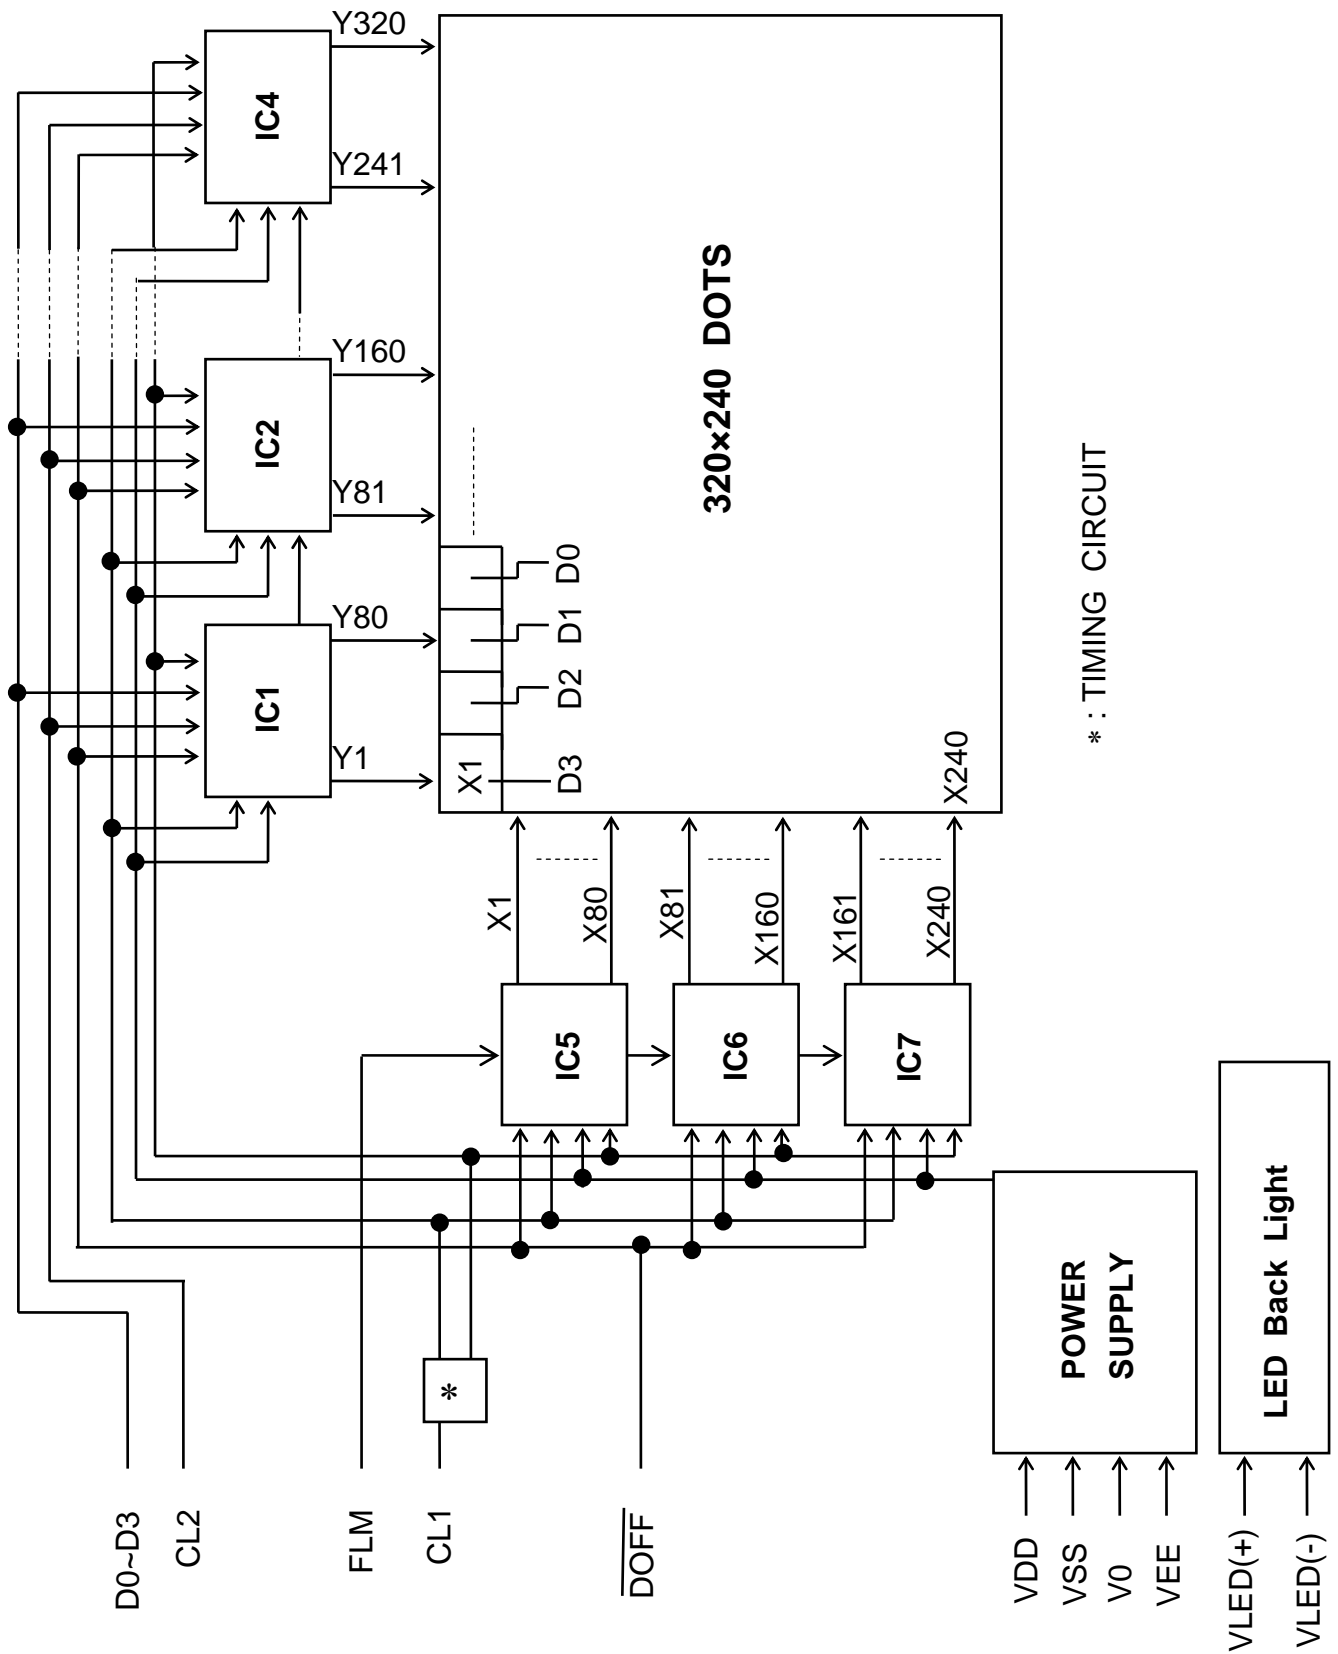 Y320
IC4
Y241
Y160
IC2
Y81
Y80
IC1
Y1
320×240 DOTS
D0
D1
D2
D3
X1
X240
* : TIMING CIRCUIT
X1
X80
X81
X160
X161
X240
IC5
IC6
IC7
*
POWER
SUPPLY
LED Back Light
D0~D3
CL2
FLM
CL1
D̅O̅F̅F̅
VDD
VSS
V0
VEE
VLED(+)
VLED(-)